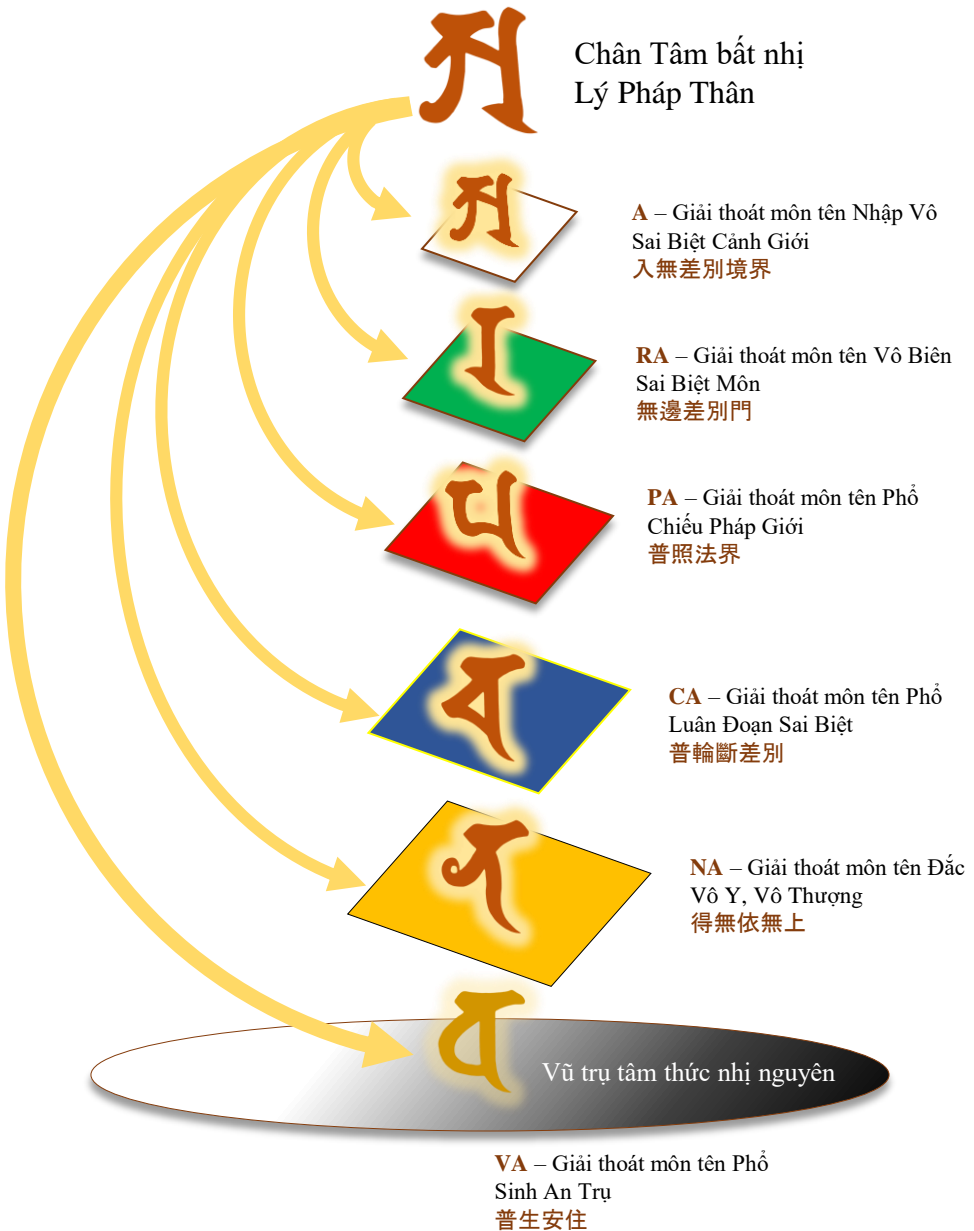 𑖀
Chân Tâm bất nhị
Lý Pháp Thân
𑖀
A – Giải thoát môn tên Nhập Vô
Sai Biệt Cảnh Giới
入無差別境界
𑖨
RA – Giải thoát môn tên Vô Biên
Sai Biệt Môn
無邊差別門
𑖢
PA – Giải thoát môn tên Phổ
Chiếu Pháp Giới
普照法界
𑖓
CA – Giải thoát môn tên Phổ
Luân Đoạn Sai Biệt
普輪斷差別
𑖡
NA – Giải thoát môn tên Đắc
Vô Y, Vô Thượng
得無依無上
𑖪
Vũ trụ tâm thức nhị nguyên
VA – Giải thoát môn tên Phổ
Sinh An Trụ
普生安住